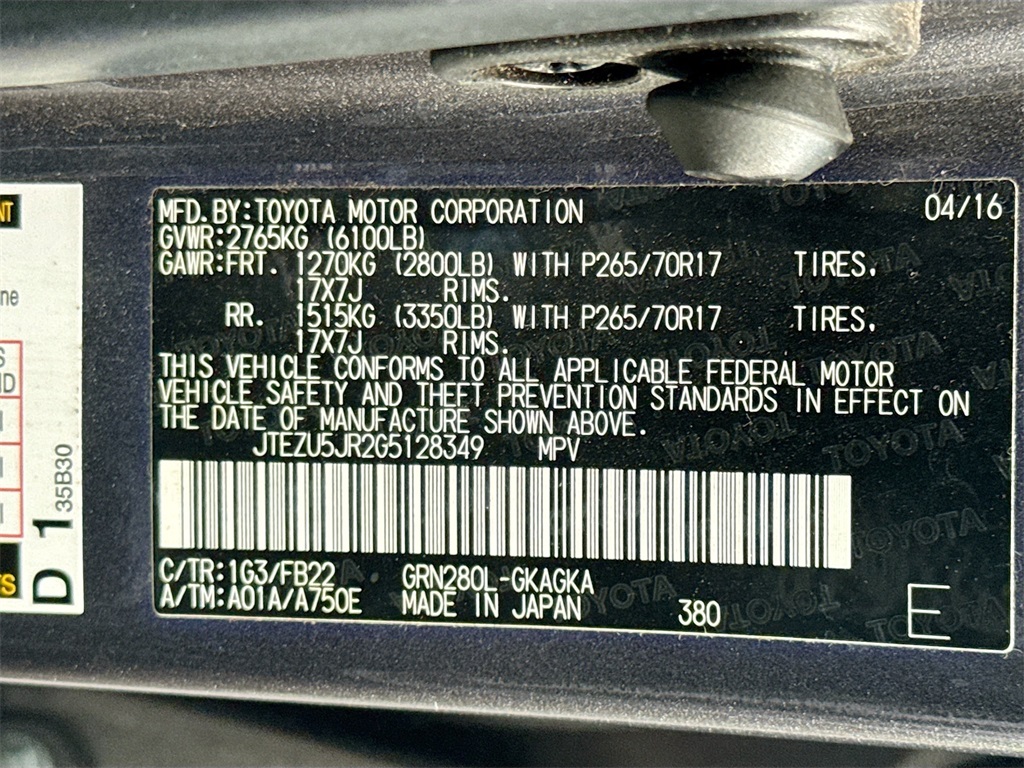 MFD. BY:TOYOTA MOTOR CORPORATION 04/16
GVWR:2765KG (6100LB)
GAWR:FRT. 1270KG (2800LB) WITH P265/70R17 TIRES.
17X7J RIMS.
RR. 1515KG (3350LB) WITH P265/70R17 TIRES.
17X7J RIMS.
THIS VEHICLE CONFORMS TO ALL APPLICABLE FEDERAL MOTOR
VEHICLE SAFETY AND THEFT PREVENTION STANDARDS IN EFFECT ON
THE DATE OF MANUFACTURE SHOWN ABOVE.
JTEZU5JR2G5128349 MPV
C/TR:1G3/FB22 GRN280L-GKAGKA
A/TM:A01A/A750E MADE IN JAPAN 380 E
D 1 35B30
TOYOTA